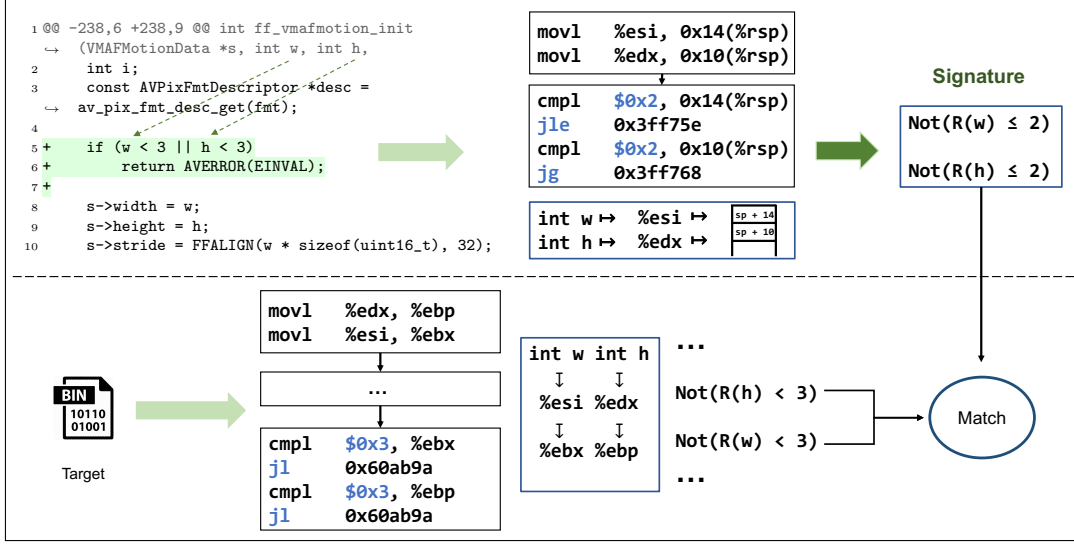 1 @@ -238,6 +238,9 @@ int ff_vmafmotion_init
↪ (VMAFMotionData *s, int w, int h,
2 int i;
3 const AVPixFmtDescriptor *desc =
↪ av_pix_fmt_desc_get(fmt);
4
5 + if (w < 3 || h < 3)
6 + return AVERROR(EINVAL);
7 +
8 s->width = w;
9 s->height = h;
10 s->stride = FFALIGN(w * sizeof(uint16_t), 32);
movl %esi, 0x14(%rsp)
movl %edx, 0x10(%rsp)
cmpl $0x2, 0x14(%rsp)
jle 0x3ff75e
cmpl $0x2, 0x10(%rsp)
jg 0x3ff768
int w ↦ %esi ↦ sp + 14
int h ↦ %edx ↦ sp + 10
Signature
Not(R(w) ≤ 2)
Not(R(h) ≤ 2)
BIN
10110
01001
Target
movl %edx, %ebp
movl %esi, %ebx
...
cmpl $0x3, %ebx
jl 0x60ab9a
cmpl $0x3, %ebp
jl 0x60ab9a
int w int h
↧ ↧
%esi %edx
↧ ↧
%ebx %ebp
...
Not(R(h) < 3)
Not(R(w) < 3)
...
Match